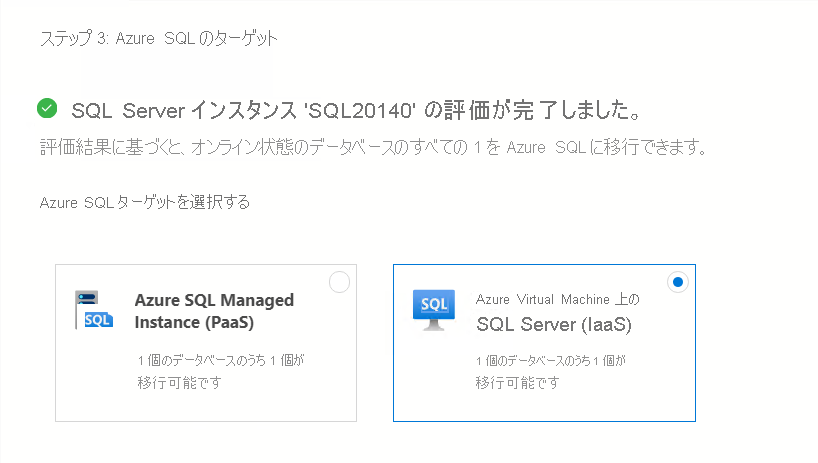 ステップ 3: Azure SQL のターゲット
SQL Server インスタンス 'SQL20140' の評価が完了しました。
評価結果に基づくと、オンライン状態のデータベースのすべての 1 を Azure SQL に移行できます。
Azure SQL ターゲットを選択する
SQL
Azure SQL Managed
Instance (PaaS)
1 個のデータベースのうち 1 個が
移行可能です
SQL
Azure Virtual Machine 上の
SQL Server (IaaS)
1 個のデータベースのうち 1 個が
移行可能です